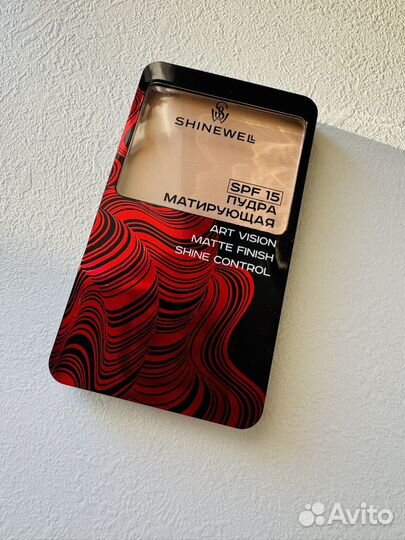 SHINEWELL
SPF 15
ПУДРА
МАТИРУЮЩАЯ
ART VISION
MATTE FINISH
SHINE CONTROL
Avito